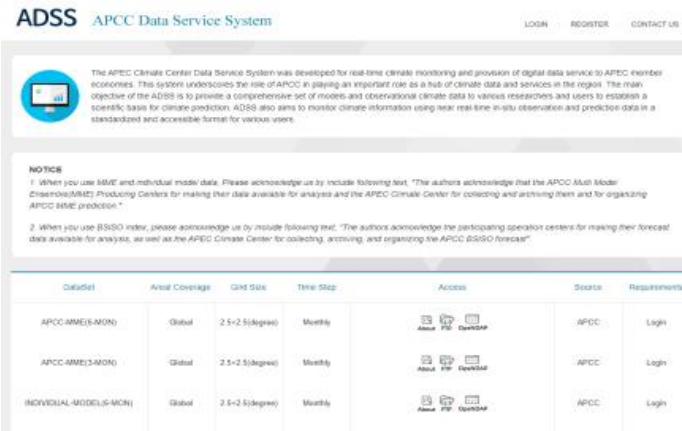 ADSS APCC Data Service System
LOGIN REGISTER CONTACT US
The APEC Climate Center Data Service System was developed for real-time climate monitoring and provision of digital data service to APEC member
economies. This system underscores the role of APCC in playing an important role as a hub of climate data and services in the region. The main
objective of the ADSS is to provide a comprehensive set of models and observational climate data to various researchers and users to establish a
scientific basis for climate prediction. ADSS also aims to monitor climate information using near real-time in-situ observation and prediction data in a
standardized and accessible format for various users.
NOTICE
1. When you use MME and individual model data, Please acknowledge us by include following text, "The authors acknowledge that the APCC Multi Model
Ensemble(MME) Producing Centers for making their data available for analysis and the APEC Climate Center for collecting and archiving them and for organizing
APCC MME prediction."
2. When you use BSISO index, please acknowledge us by include following text, "The authors acknowledge the participating operation centers for making their forecast
data available for analysis, as well as the APEC Climate Center for collecting, archiving, and organizing the APCC BSISO forecast".
DataSet Areal Coverage Grid Size Time Step Access Source Requirements
APCC-MME(6-MON) Global 2.5×2.5(degree) Monthly About FTP OpeNDAP APCC Login
APCC-MME(3-MON) Global 2.5×2.5(degree) Monthly About FTP OpeNDAP APCC Login
INDIVIDUAL-MODEL(6-MON) Global 2.5×2.5(degree) Monthly About FTP OpeNDAP APCC Login